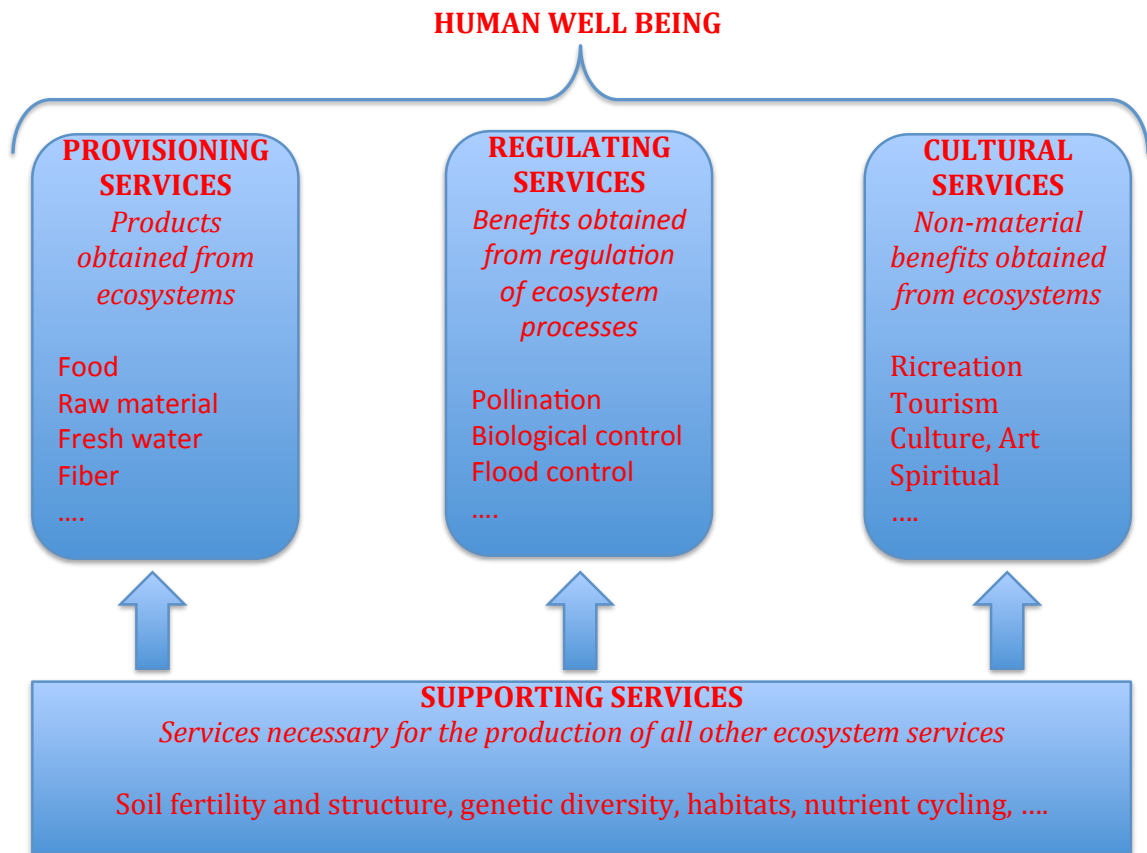 HUMAN WELL BEING
PROVISIONING
SERVICES
Products
obtained from
ecosystems
Food
Raw material
Fresh water
Fiber
….
REGULATING
SERVICES
Benefits obtained
from regulation
of ecosystem
processes
Pollination
Biological control
Flood control
….
CULTURAL
SERVICES
Non-material
benefits obtained
from ecosystems
Ricreation
Tourism
Culture, Art
Spiritual
….
SUPPORTING SERVICES
Services necessary for the production of all other ecosystem services
Soil fertility and structure, genetic diversity, habitats, nutrient cycling, ….